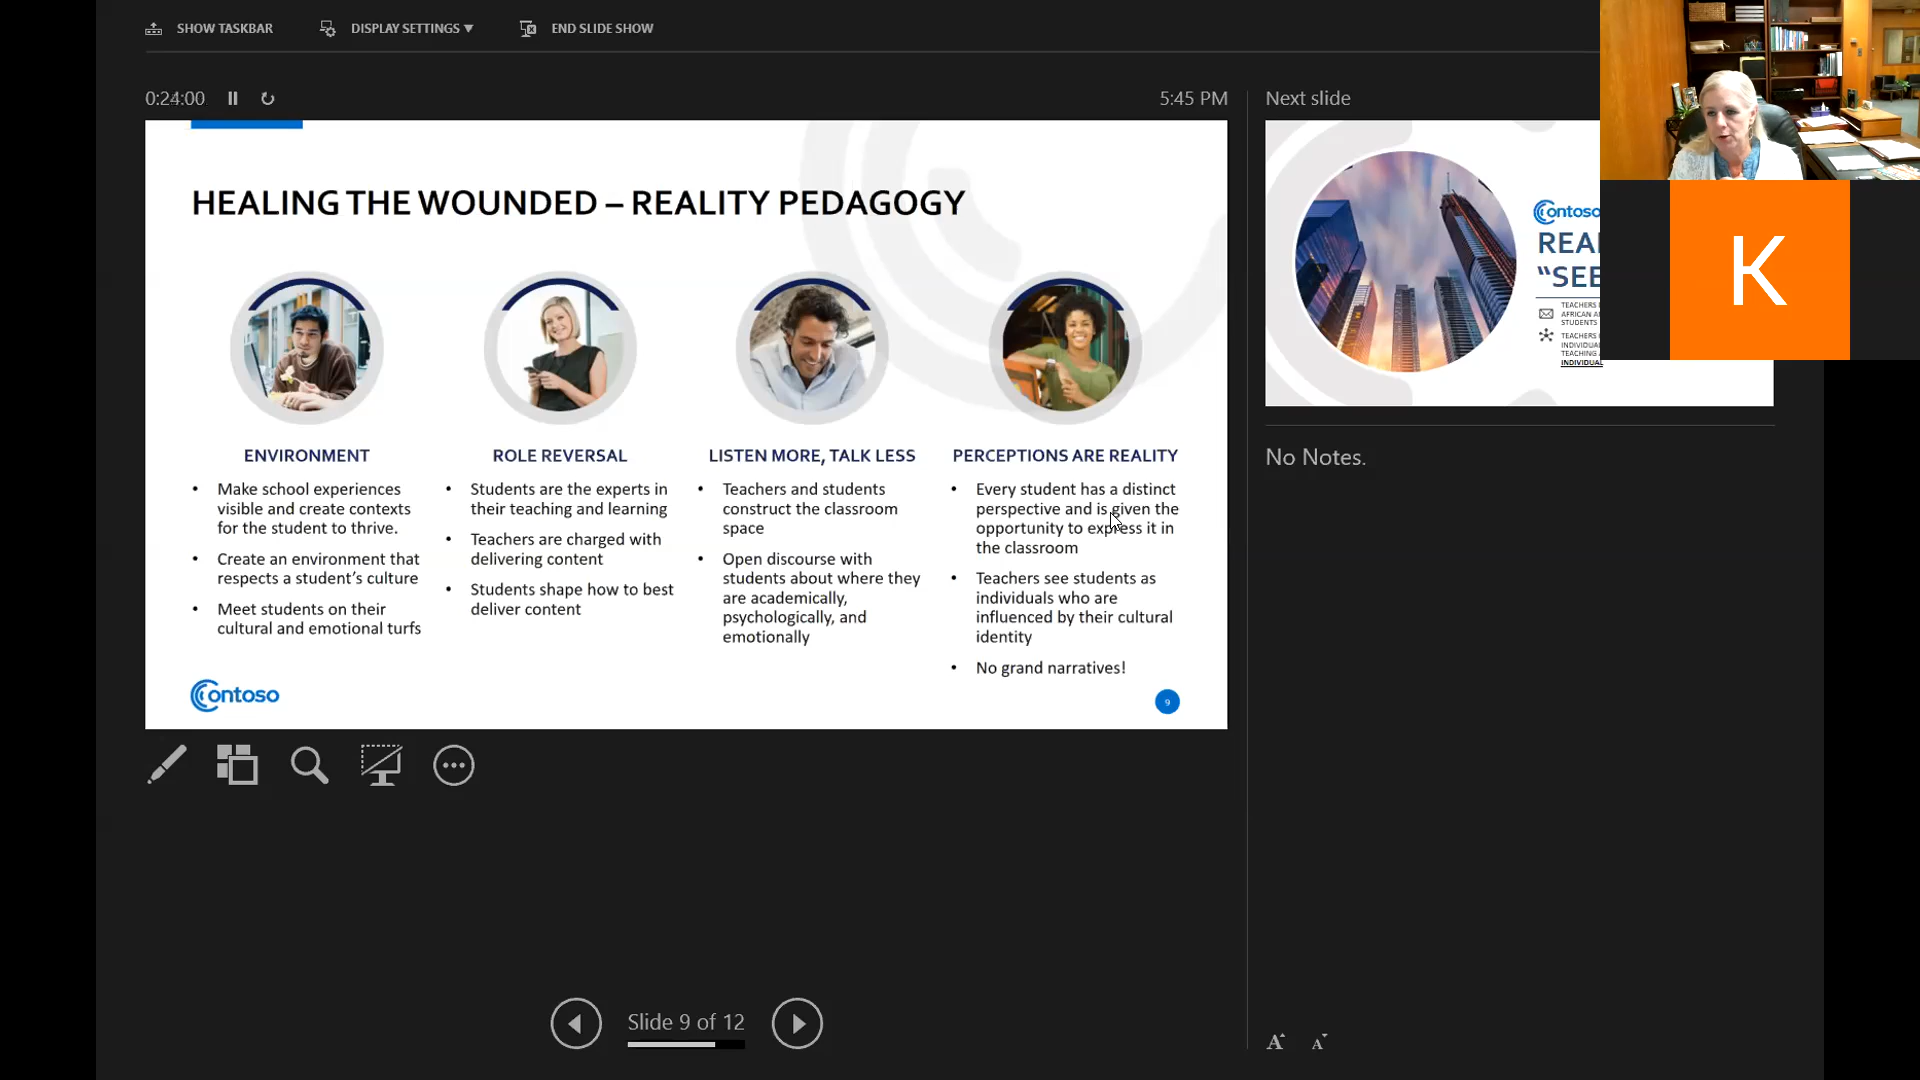 SHOW TASKBAR
DISPLAY SETTINGS
END SLIDE SHOW
0:24:00
5:45 PM
Next slide
HEALING THE WOUNDED – REALITY PEDAGOGY
ENVIRONMENT
• Make school experiences
visible and create contexts
for the student to thrive.
• Create an environment that
respects a student's culture
• Meet students on their
cultural and emotional turfs
ROLE REVERSAL
• Students are the experts in
their teaching and learning
• Teachers are charged with
delivering content
• Students shape how to best
deliver content
LISTEN MORE, TALK LESS
• Teachers and students
construct the classroom
space
• Open discourse with
students about where they
are academically,
psychologically, and
emotionally
PERCEPTIONS ARE REALITY
• Every student has a distinct
perspective and is given the
opportunity to express it in
the classroom
• Teachers see students as
individuals who are
influenced by their cultural
identity
• No grand narratives!
Contoso
9
Contoso
"SEE
TEACHERS
AFRICAN
STUDENTS
TEACHERS
INDIVIDUAL
TEACHING
INDIVIDUAL
K
No Notes.
Slide 9 of 12
A A